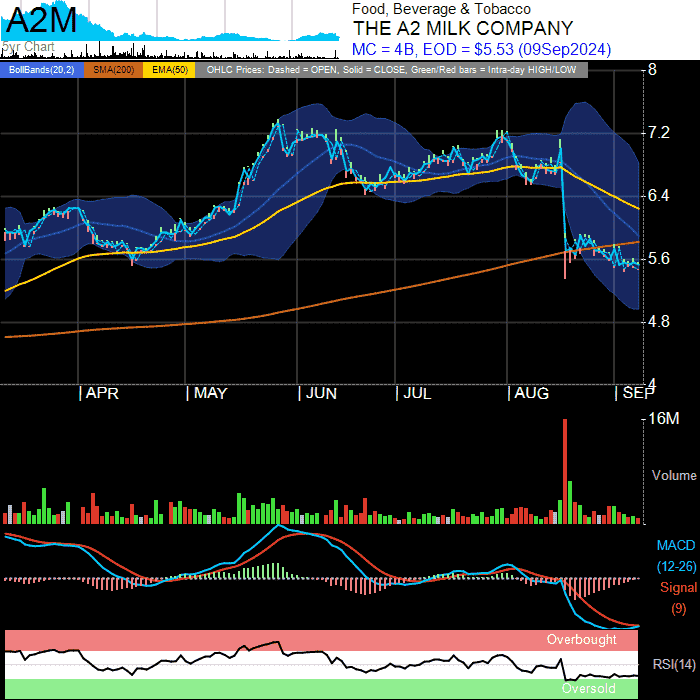 A2M
5yr Chart
Food, Beverage & Tobacco
THE A2 MILK COMPANY
MC = 4B, EOD = $5.53 (09Sep2024)
BollBands(20,2) SMA(200) EMA(50) OHLC Prices: Dashed = OPEN, Solid = CLOSE, Green/Red bars = Intra-day HIGH/LOW
8
7.2
6.4
5.6
4.8
4
APR MAY JUN JUL AUG SEP
16M
Volume
MACD
(12-26)
Signal
(9)
Overbought
RSI(14)
Oversold